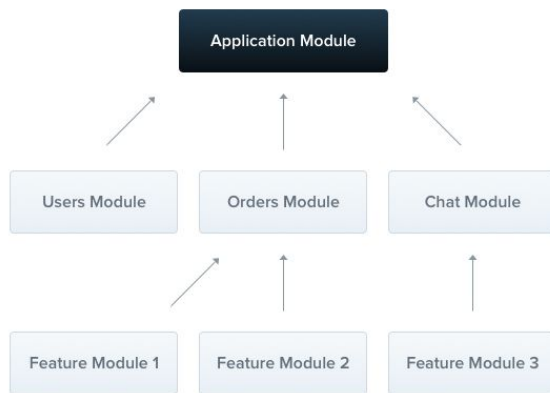 Application Module
Users Module
Orders Module
Chat Module
Feature Module 1
Feature Module 2
Feature Module 3